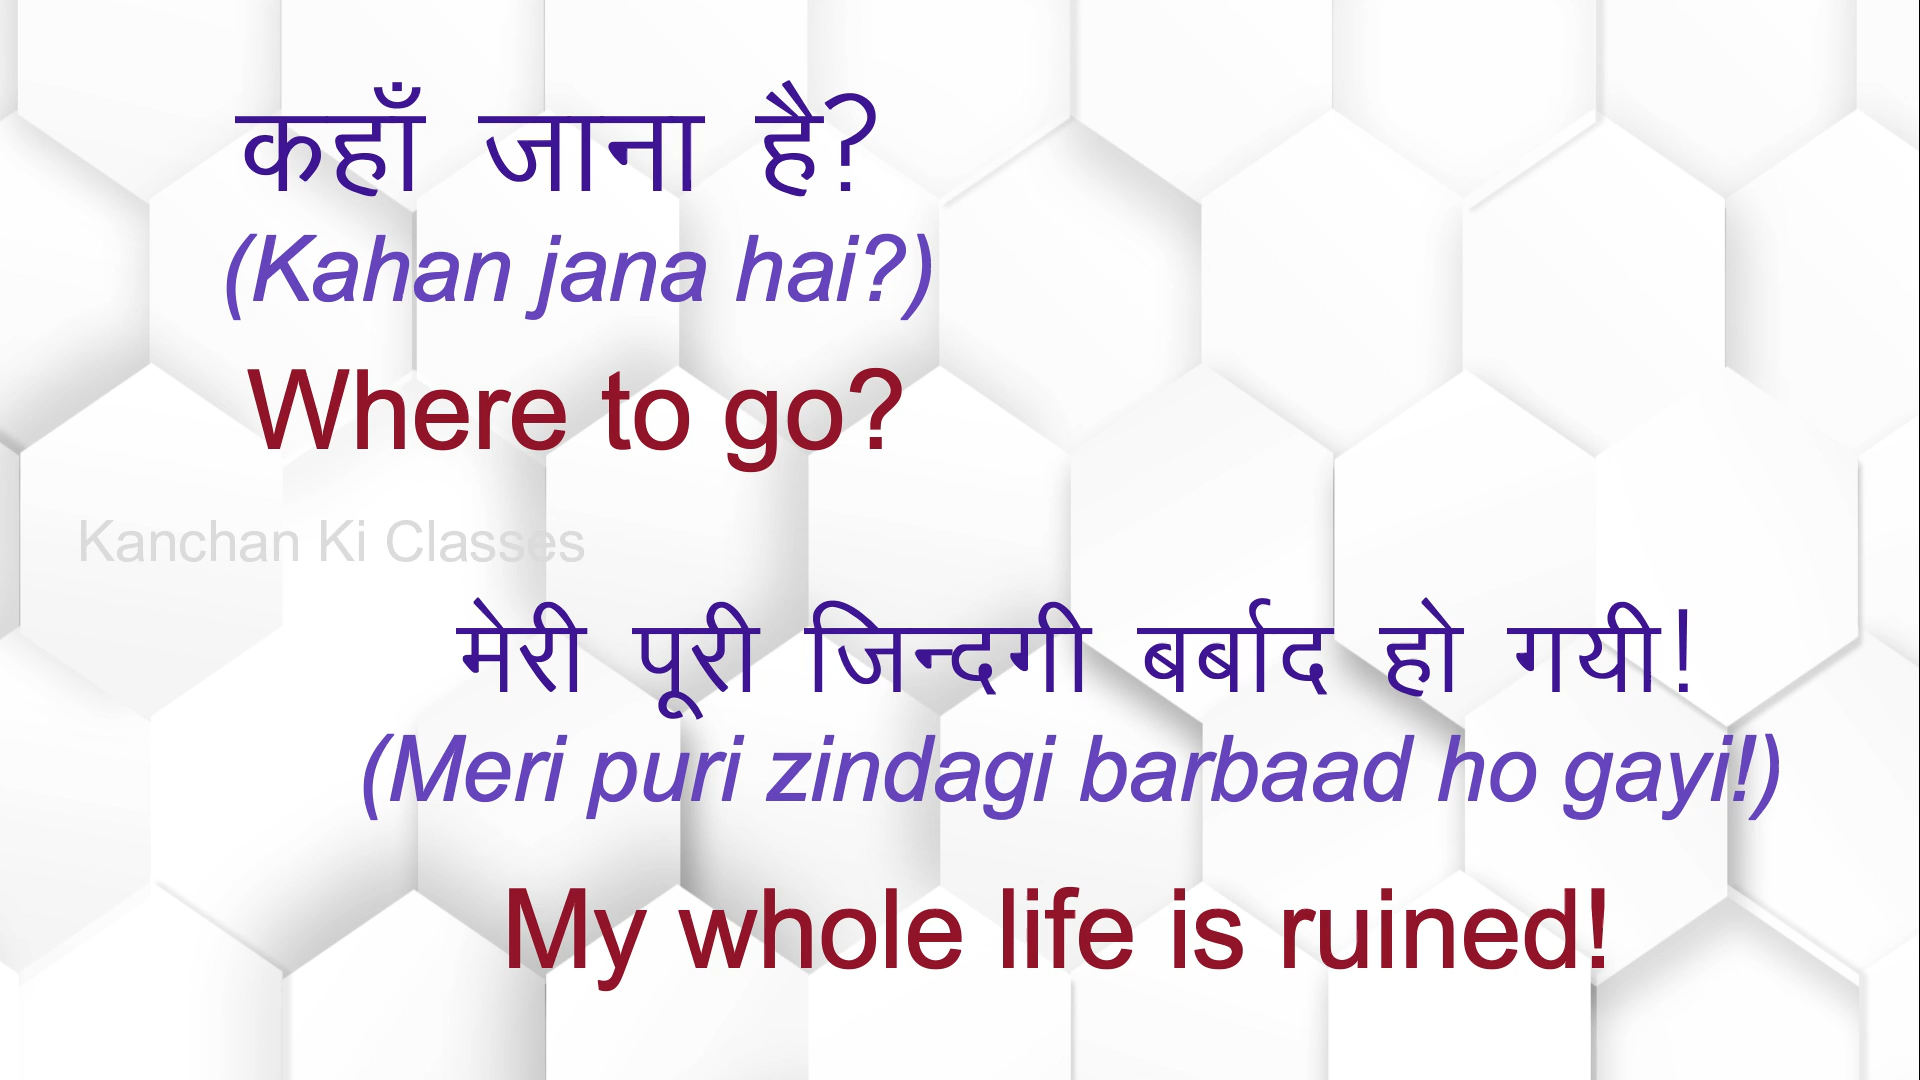 कहाँ जाना है?
(Kahan jana hai?)
Where to go?
Kanchan Ki Classes
मेरी पूरी जिन्दगी बर्बाद हो गयी!
(Meri puri zindagi barbaad ho gayi!)
My whole life is ruined!